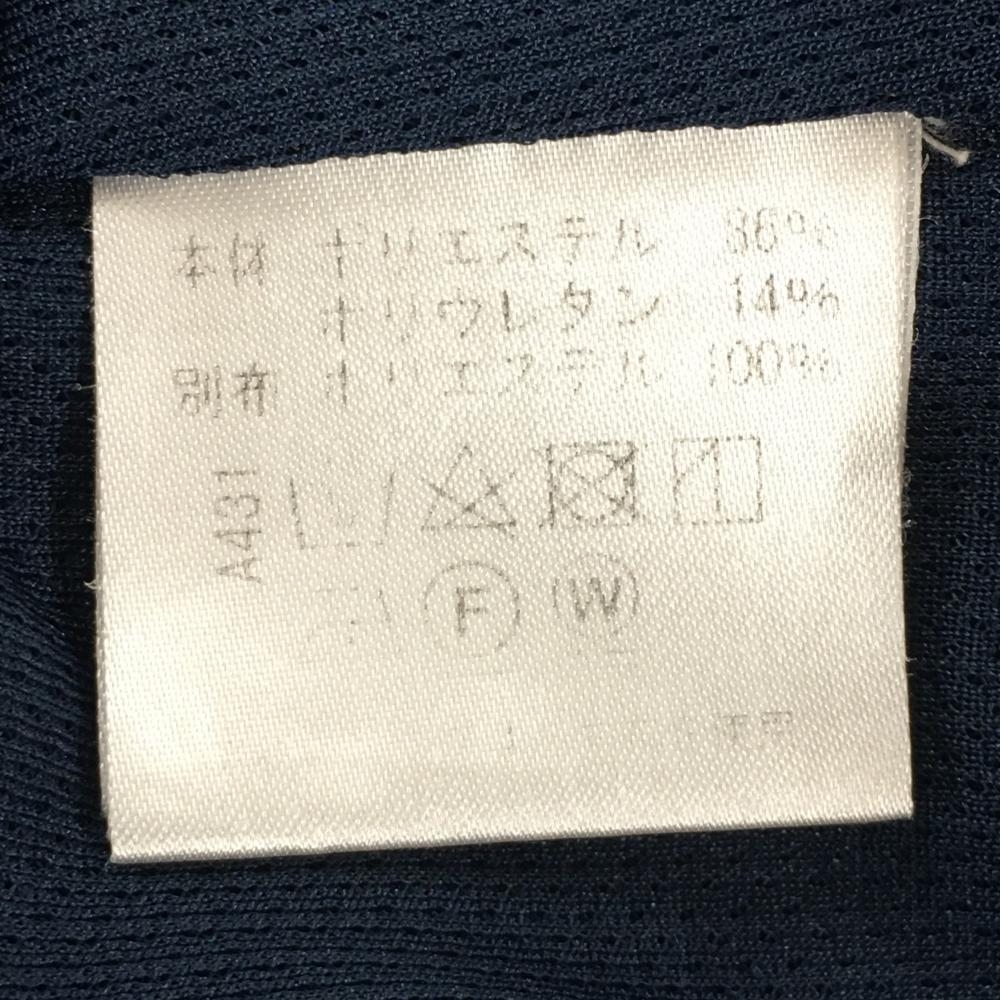 本体 ポリエステル 86%
ポリウレタン 14%
別布 ポリエステル 100%
A431
F W